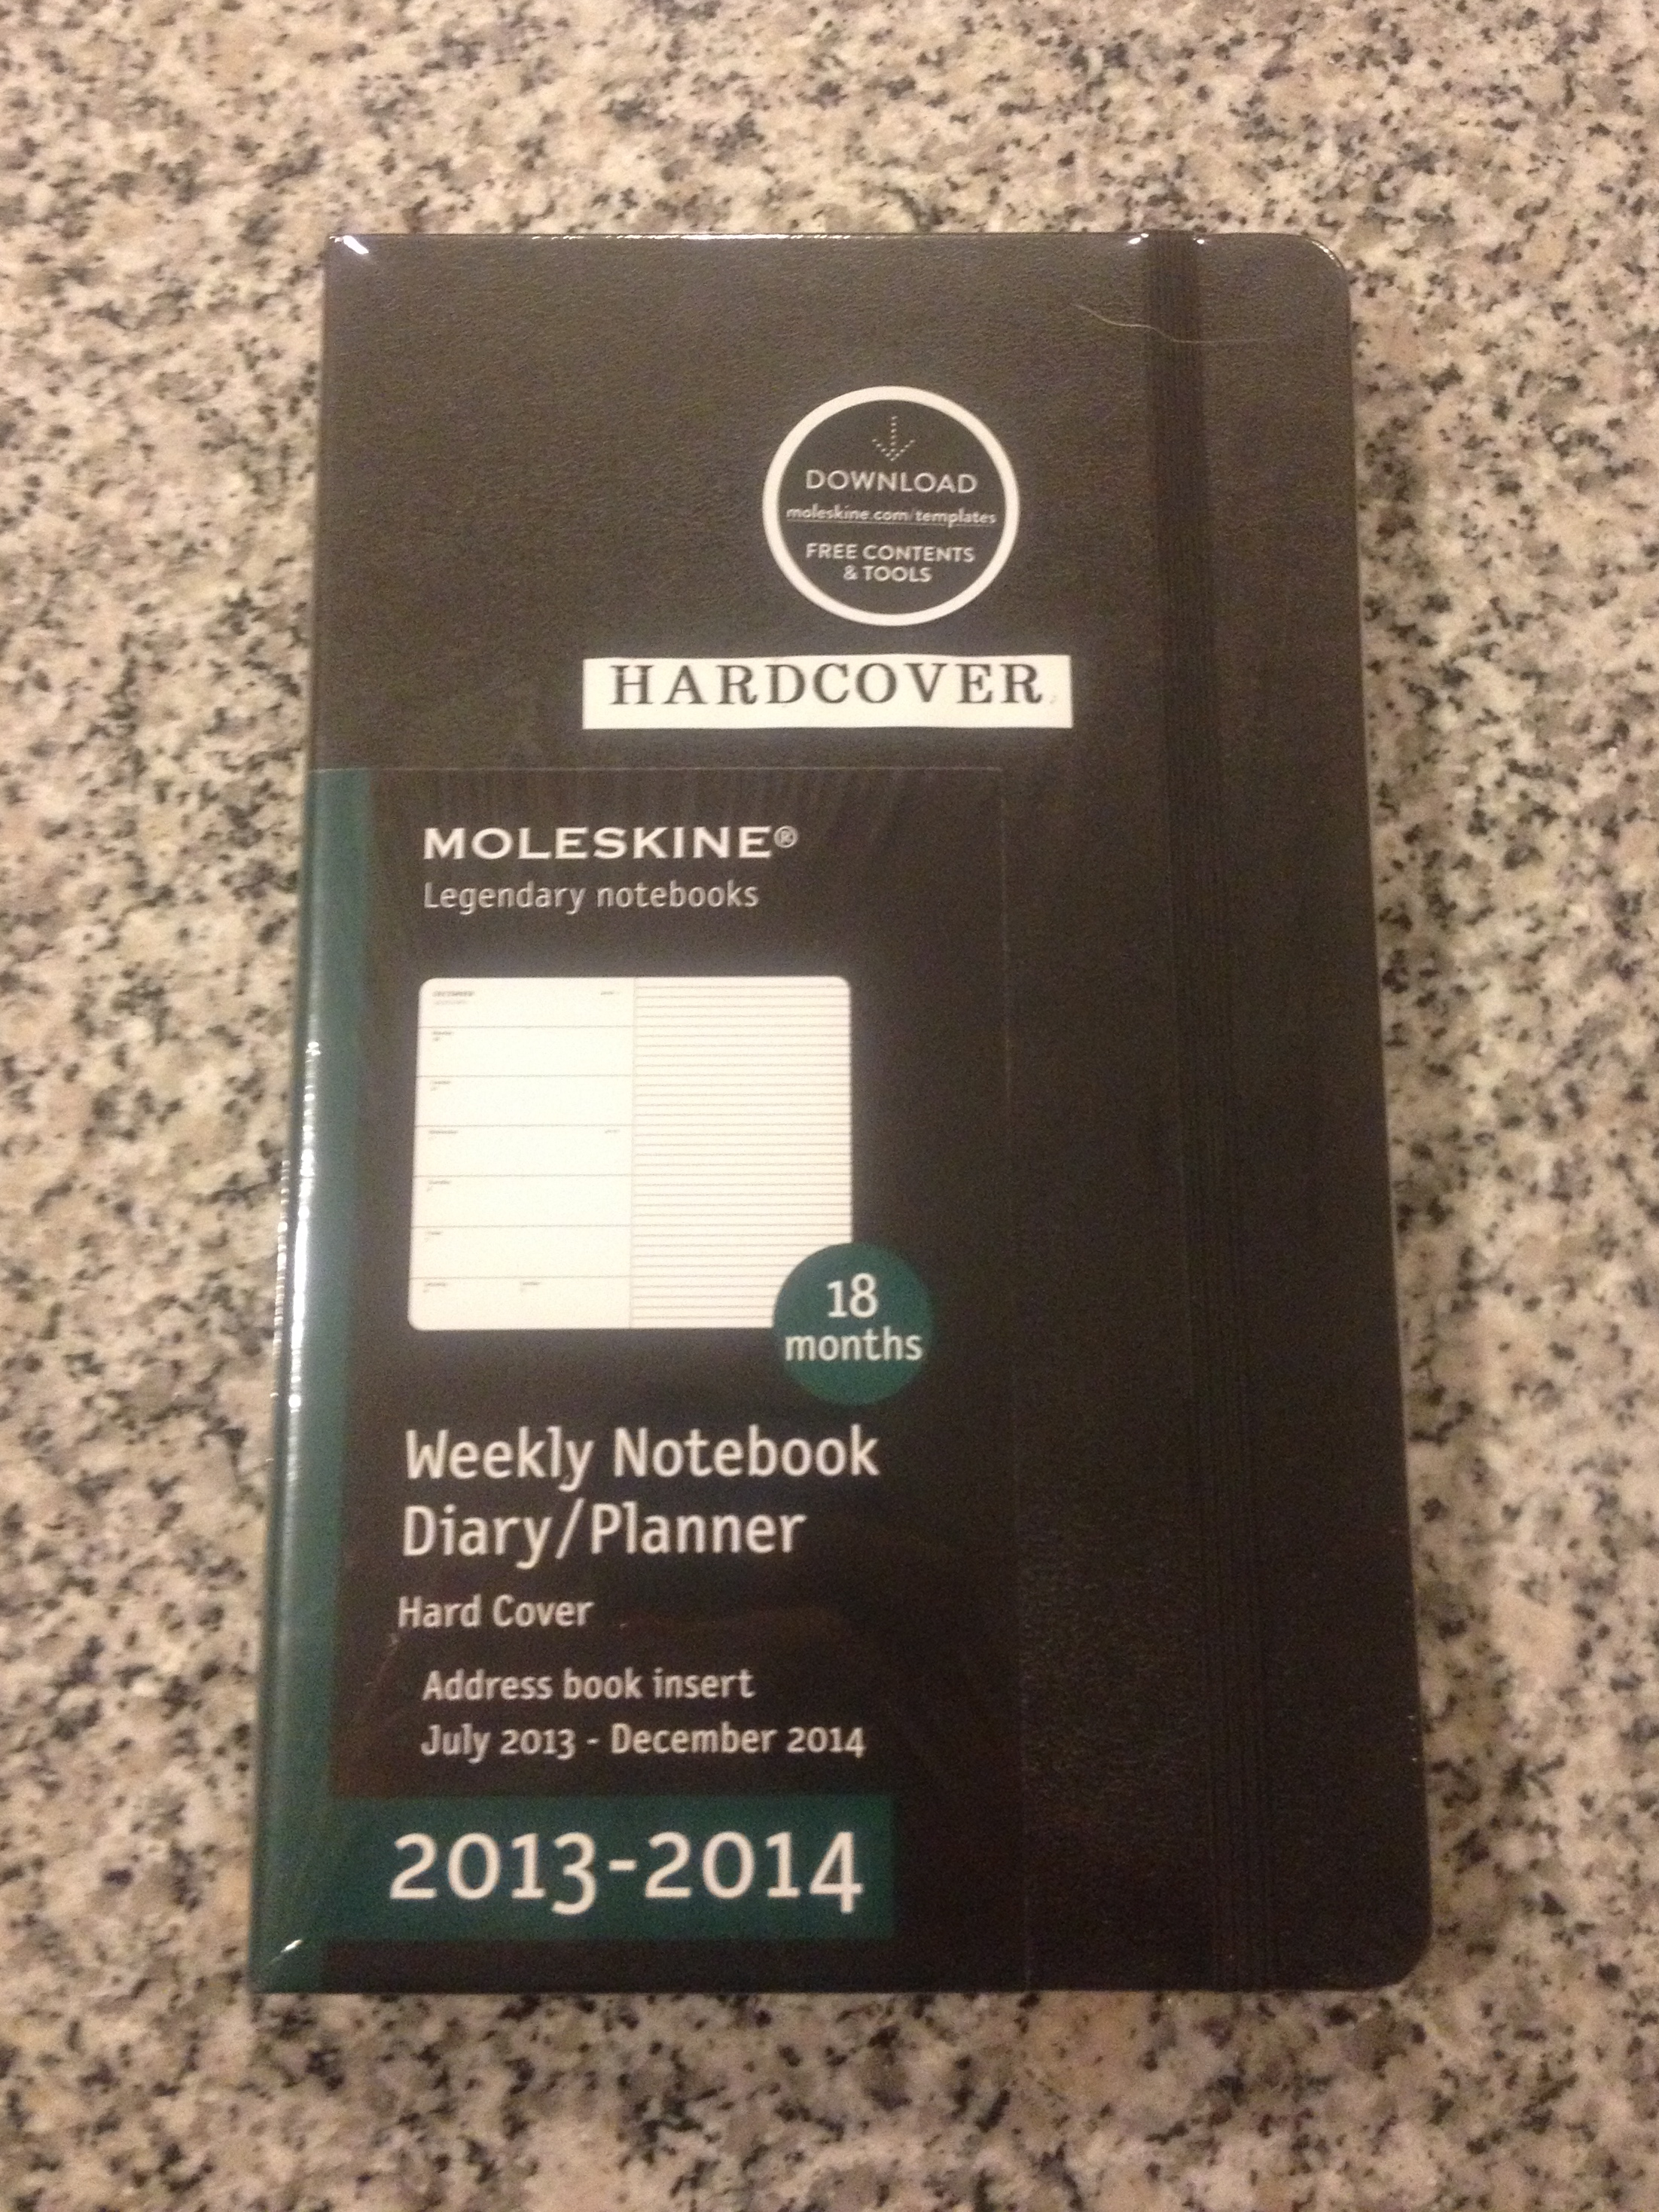 DOWNLOAD
moleskine.com/templates
FREE CONTENTS
& TOOLS
HARDCOVER
MOLESKINE®
Legendary notebooks
18
months
Weekly Notebook
Diary/Planner
Hard Cover
Address book insert
July 2013 - December 2014
2013-2014